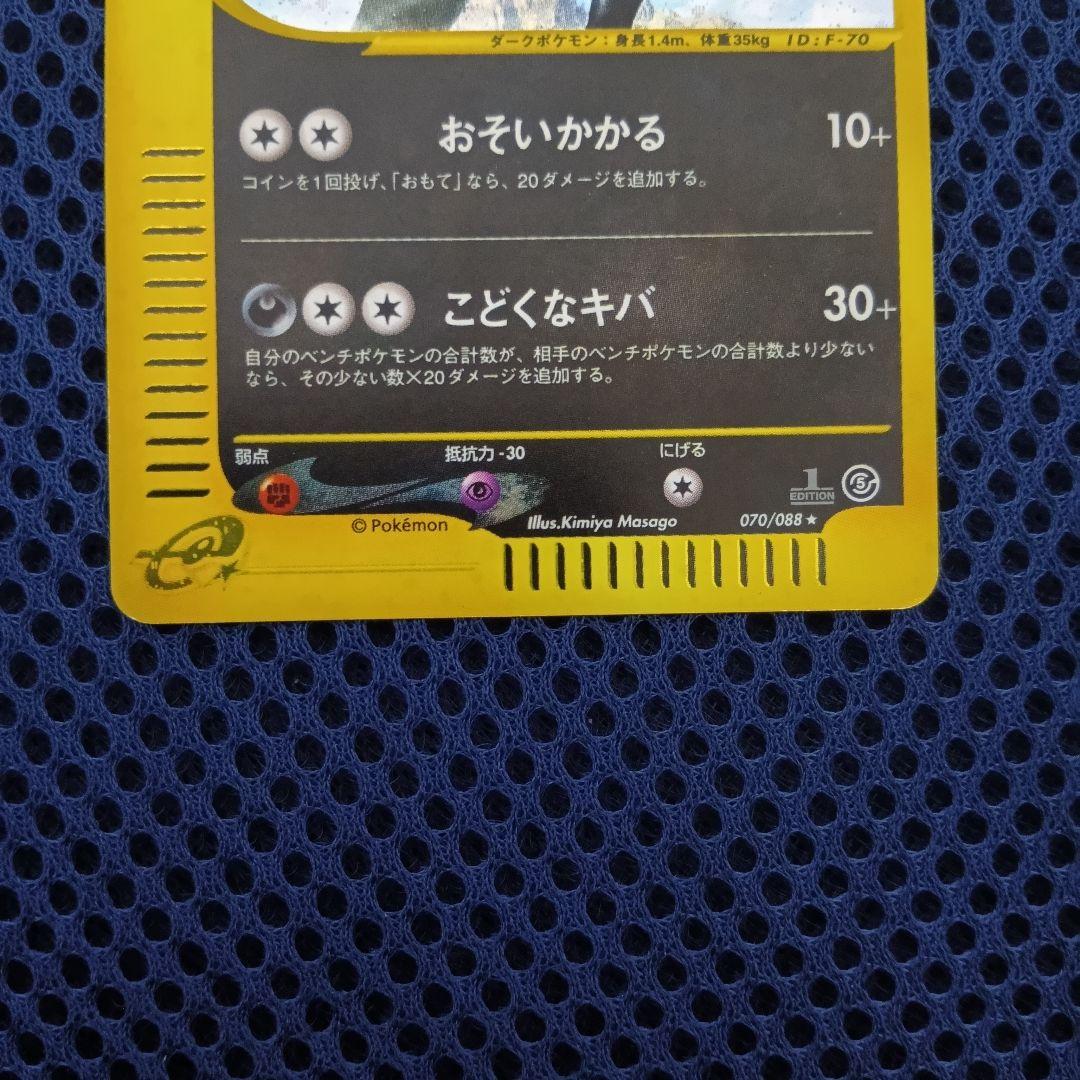 ダークポケモン：身長1.4m、体重35kg ID:F-70
おそいかかる 10+
コインを1回投げ、「おもて」なら、20ダメージを追加する。
こどくなキバ 30+
自分のベンチポケモンの合計数が、相手のベンチポケモンの合計数より少ない
なら、その少ない数×20ダメージを追加する。
弱点 抵抗力 -30 にげる
1 EDITION 5
© Pokémon Illus.Kimiya Masago 070/088★
e